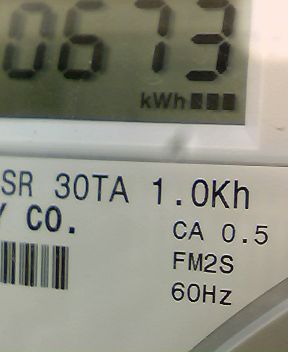 0673
kWh
SR 30TA 1.0Kh
Y CO.
CA 0.5
FM2S
60Hz